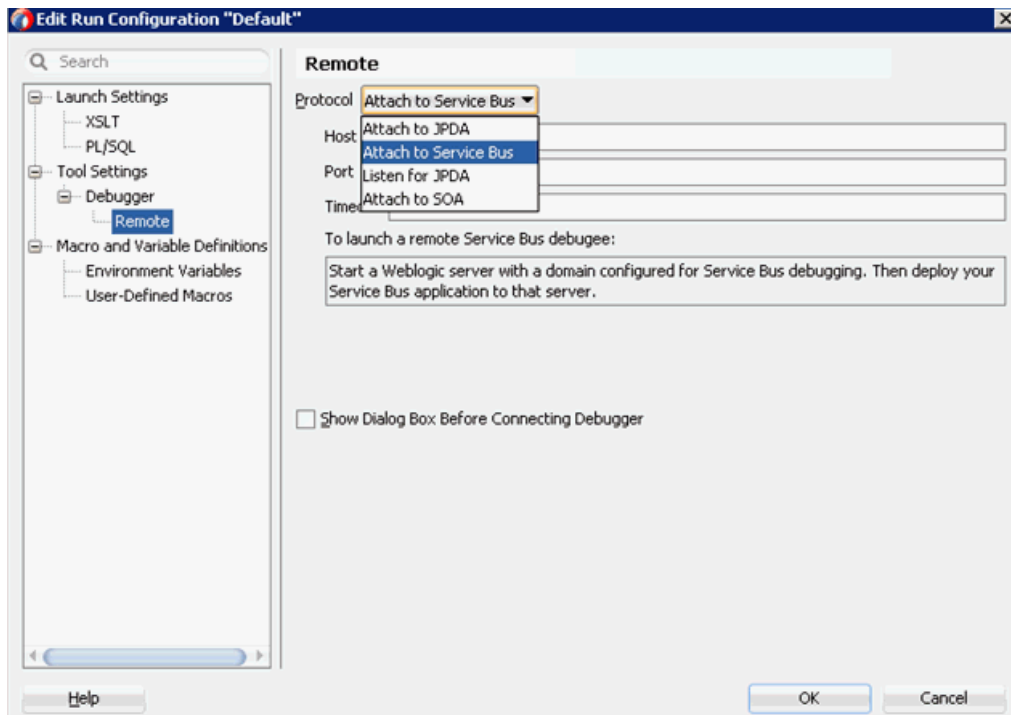 Edit Run Configuration "Default"
Search
Launch Settings
XSLT
PL/SQL
Tool Settings
Debugger
Remote
Macro and Variable Definitions
Environment Variables
User-Defined Macros
Remote
Protocol Attach to Service Bus
Attach to JPDA
Host
Attach to Service Bus
Port
Listen for JPDA
Attach to SOA
To launch a remote Service Bus debugee:
Start a Weblogic server with a domain configured for Service Bus debugging. Then deploy your
Service Bus application to that server.
Show Dialog Box Before Connecting Debugger
Help
OK
Cancel